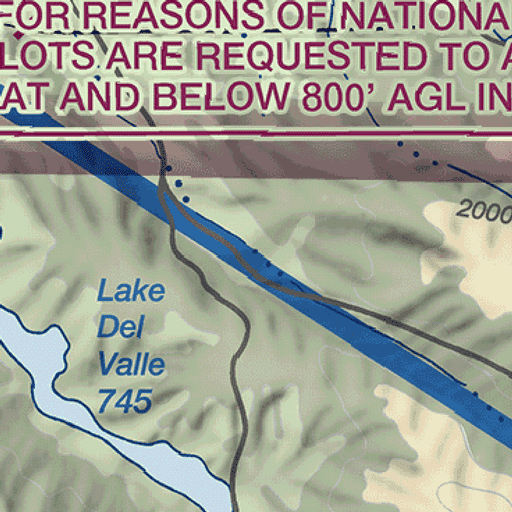 FOR REASONS OF NATIONA
LOTS ARE REQUESTED TO A
AT AND BELOW 800' AGL IN
2000
Lake
Del
Valle
745